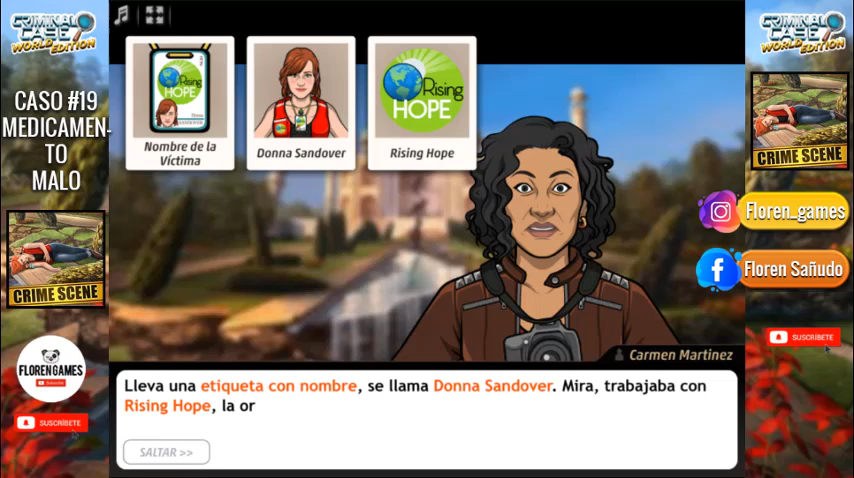 CRIMINAL CASE
WORLD EDITION
CASO #19
MEDICAMEN-
TO
MALO
CRIME SCENE
FLOREN GAMES
SUSCRÍBETE
Rising
HOPE
Nombre de la
Víctima
Donna Sandover
Rising
HOPE
Rising Hope
Carmen Martinez
Lleva una etiqueta con nombre, se llama Donna Sandover. Mira, trabajaba con
Rising Hope, la or
SALTAR >>
CRIMINAL CASE
WORLD EDITION
CRIME SCENE
Floren_games
Floren Sañudo
SUSCRÍBETE